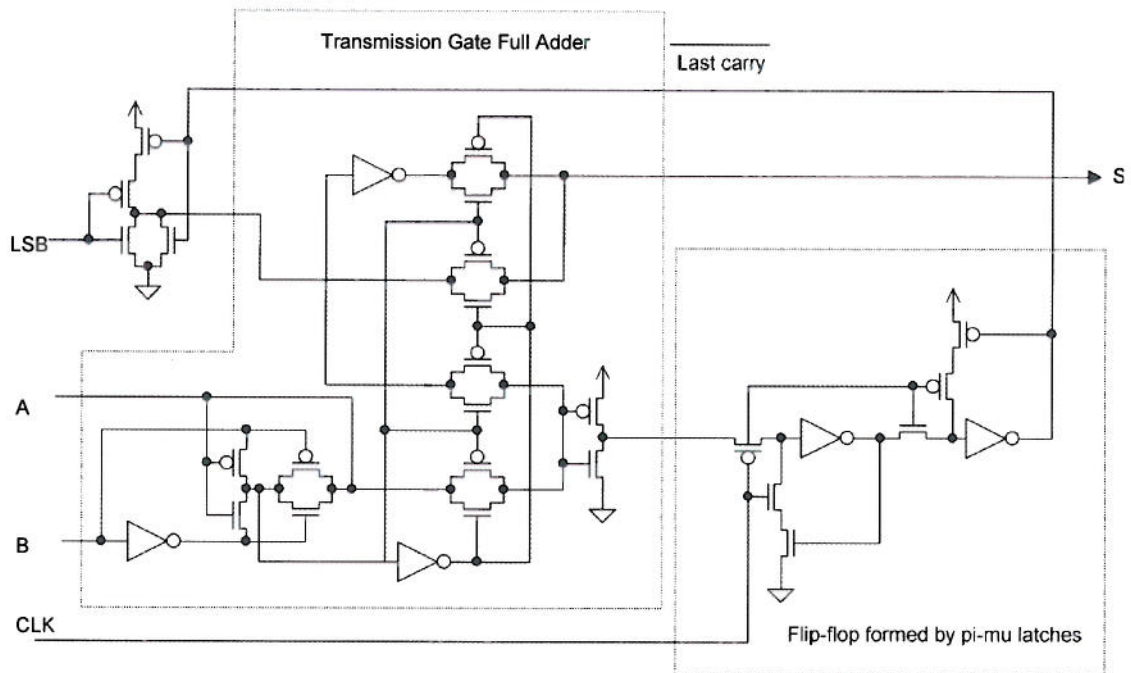 Transmission Gate Full Adder
Last carry
S
LSB
A
B
CLK
Flip-flop formed by pi-mu latches